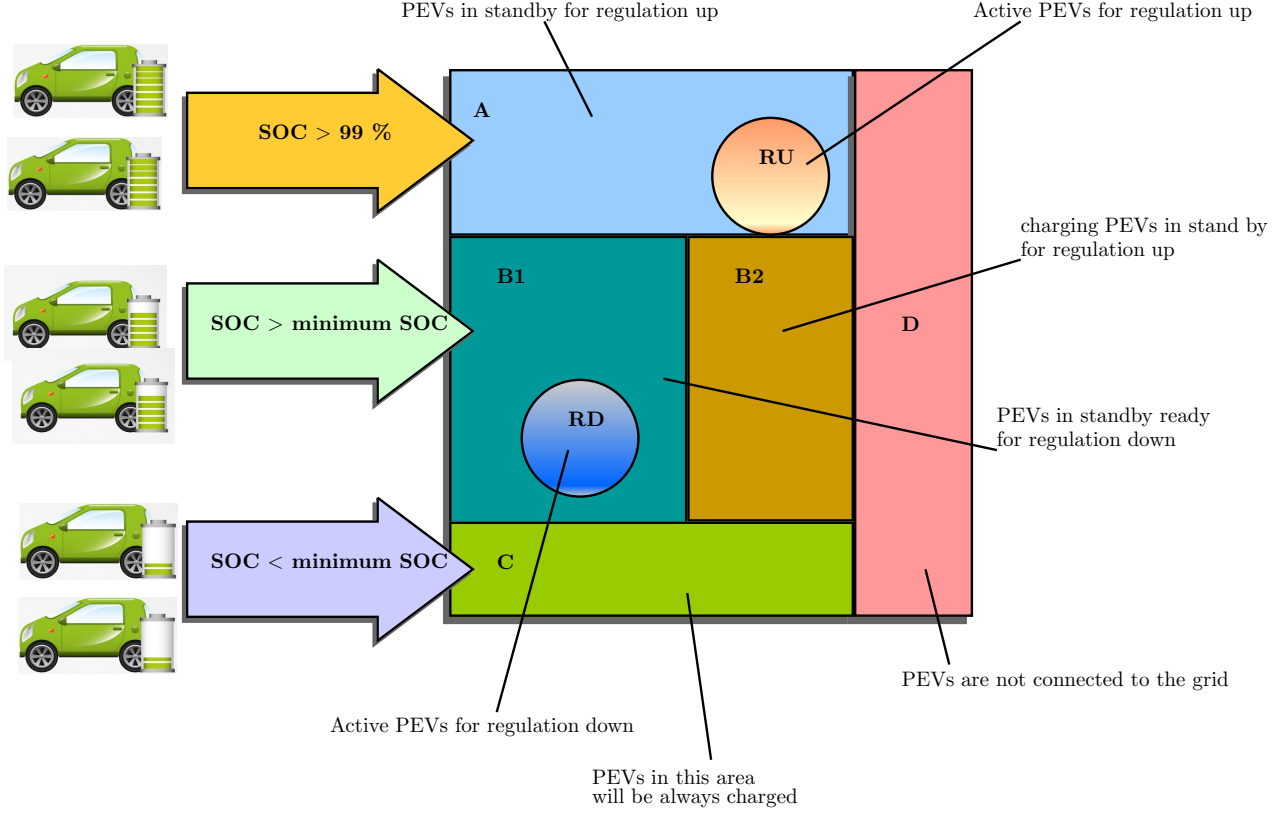 PEVs in standby for regulation up
Active PEVs for regulation up
A
SOC > 99 %
RU
charging PEVs in stand by
for regulation up
B1
B2
SOC > minimum SOC
D
RD
PEVs in standby ready
for regulation down
SOC < minimum SOC
C
PEVs are not connected to the grid
Active PEVs for regulation down
PEVs in this area
will be always charged